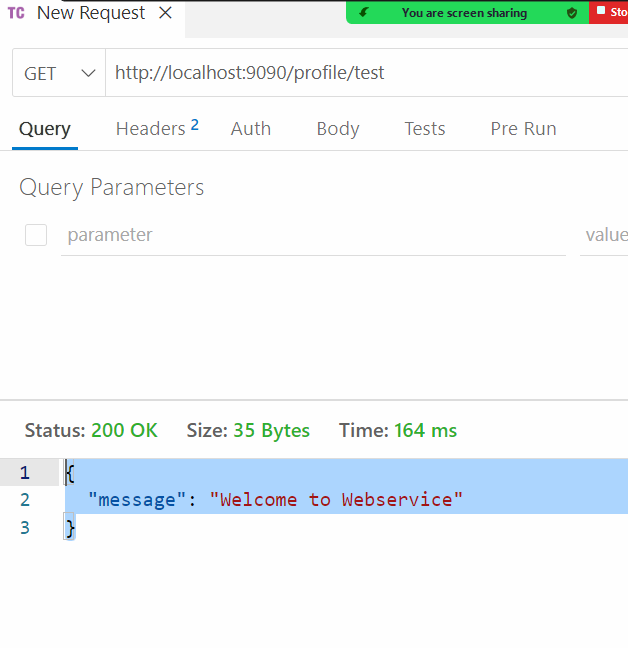 TC New Request
You are screen sharing
Sto
GET http://localhost:9090/profile/test
Query Headers 2 Auth Body Tests Pre Run
Query Parameters
parameter value
Status: 200 OK Size: 35 Bytes Time: 164 ms
1 {
2 "message": "Welcome to Webservice"
3 }